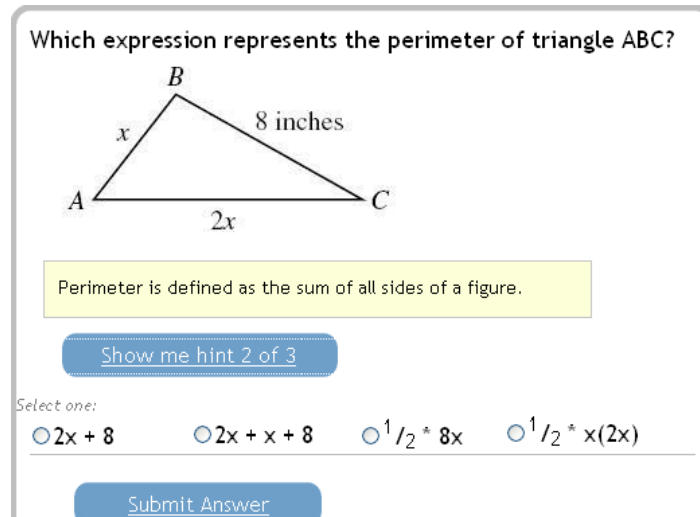 Which expression represents the perimeter of triangle ABC?
B
x
8 inches
A
C
2x
Perimeter is defined as the sum of all sides of a figure.
Show me hint 2 of 3
Select one:
2x + 8 2x + x + 8 1/2 * 8x 1/2 * x(2x)
Submit Answer